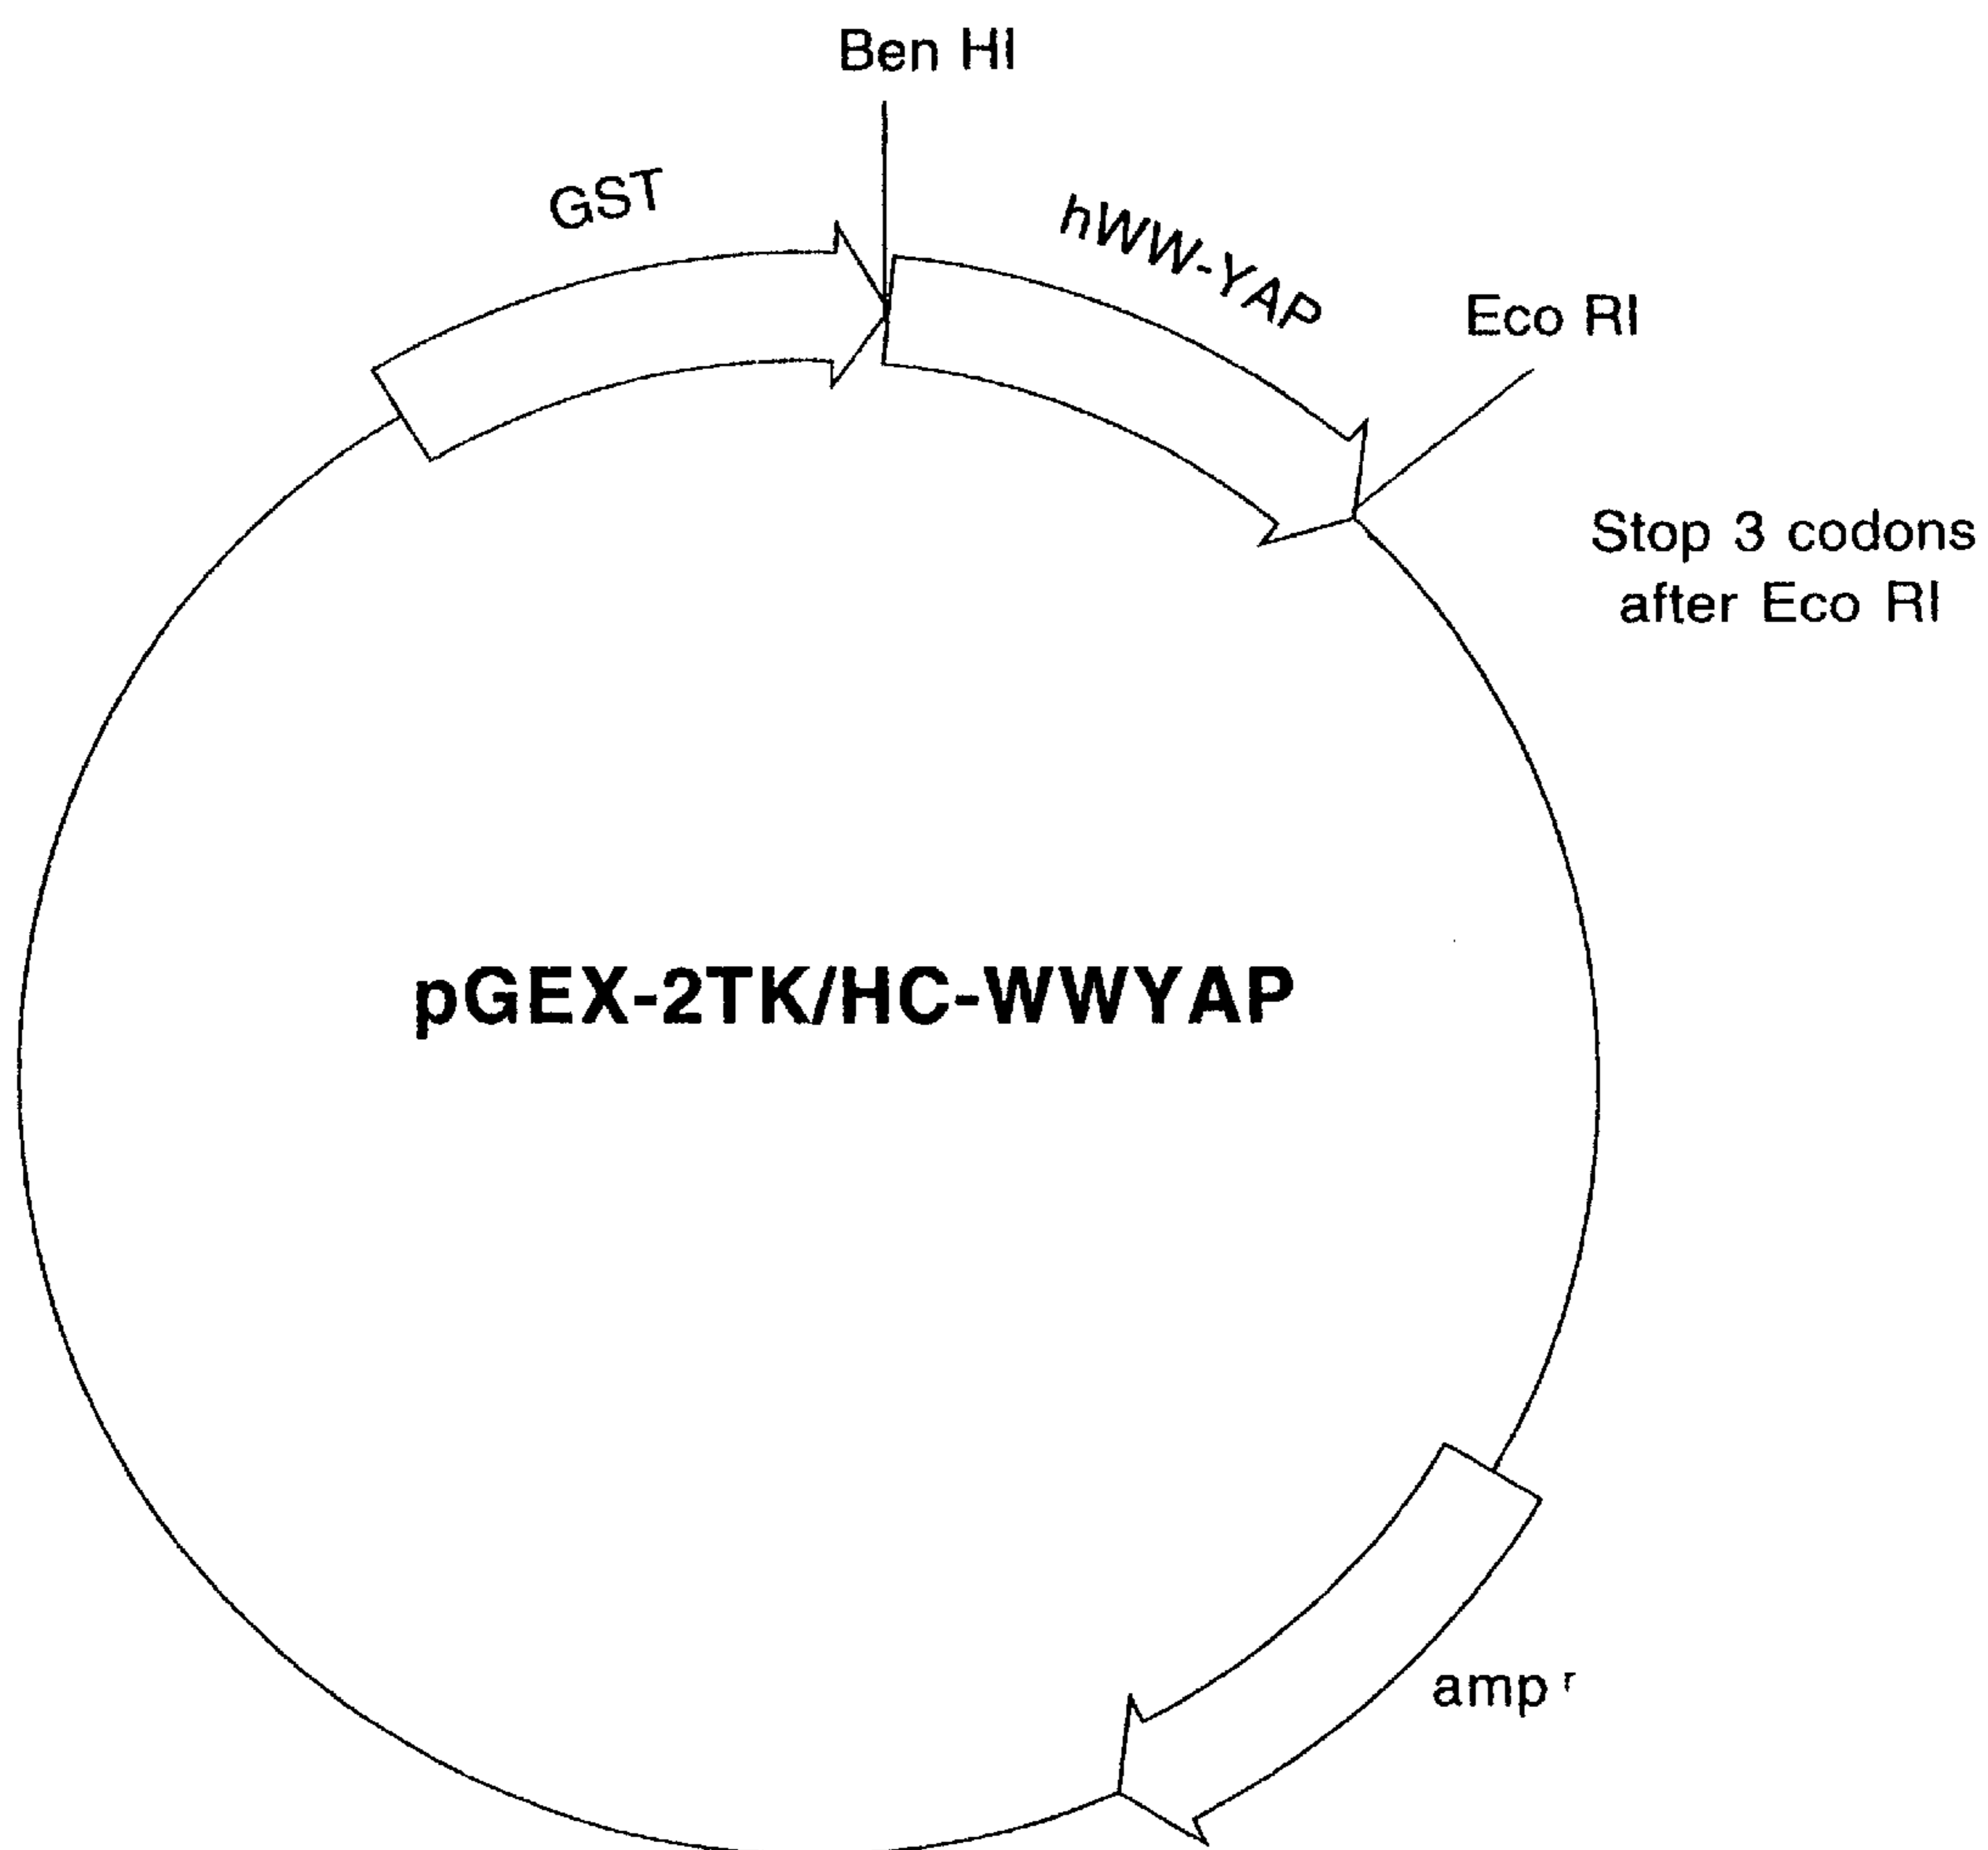 Ben HI
GST
hWW-YAP
Eco RI
Stop 3 codons
after Eco RI
pGEX-2TK/HC-WWYAP
amp r